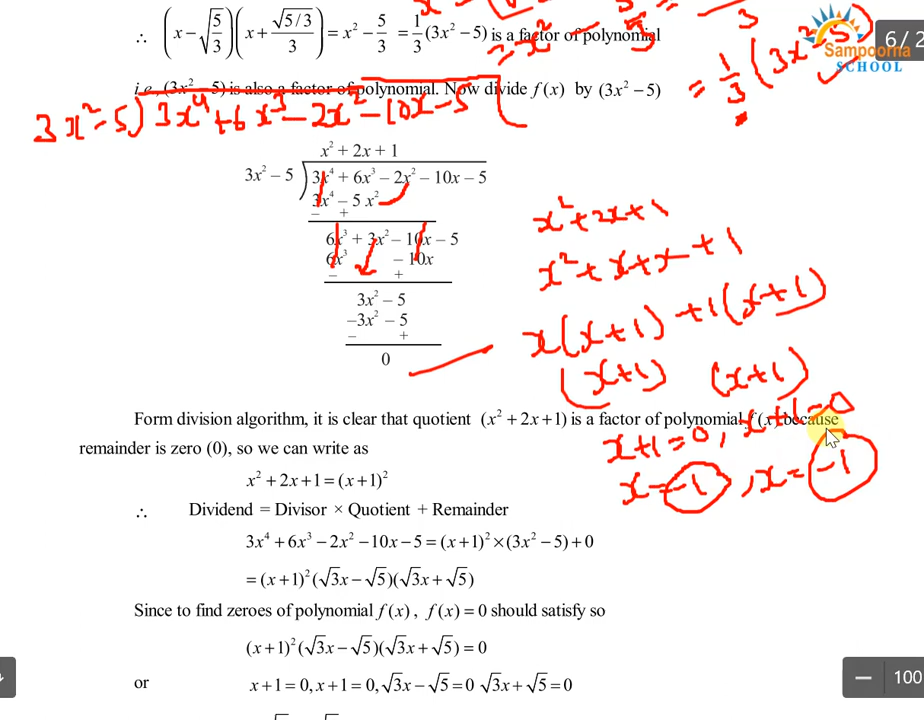 ∴ (x − √(5/3)) (x + √(5/3)/3) = x² − 5/3 = 1/3 (3x² − 5) is a factor of polynomial
= x² 5/3
3
6 / 2
Sampoorna
SCHOOL
= 1/3 (3x² − 5)
i.e. (3x² − 5) is also a factor of polynomial. Now divide f(x) by (3x² − 5)
3x² − 5) 3x⁴ + 6x³ − 2x² − 10x − 5 (
x² + 2x + 1
3x² − 5 ) 3x⁴ + 6x³ − 2x² − 10x − 5
3x⁴ − 5 x²
− +
6x³ + 3x² − 10x − 5
6x³ − 10x
− +
3x² − 5
−3x² − 5
− +
0
x² + 2x + 1
x² + x + x + 1
x(x+1) + 1(x+1)
(x+1) (x+1)
x+1=0, x+1=0
x = −1, x = −1
Form division algorithm, it is clear that quotient (x² + 2x + 1) is a factor of polynomial f(x) because
remainder is zero (0), so we can write as
x² + 2x + 1 = (x + 1)²
∴ Dividend = Divisor × Quotient + Remainder
3x⁴ + 6x³ − 2x² − 10x − 5 = (x + 1)² × (3x² − 5) + 0
= (x + 1)² (√3x − √5)(√3x + √5)
Since to find zeroes of polynomial f(x), f(x) = 0 should satisfy so
(x + 1)² (√3x − √5)(√3x + √5) = 0
or x + 1 = 0, x + 1 = 0, √3x − √5 = 0 √3x + √5 = 0
100